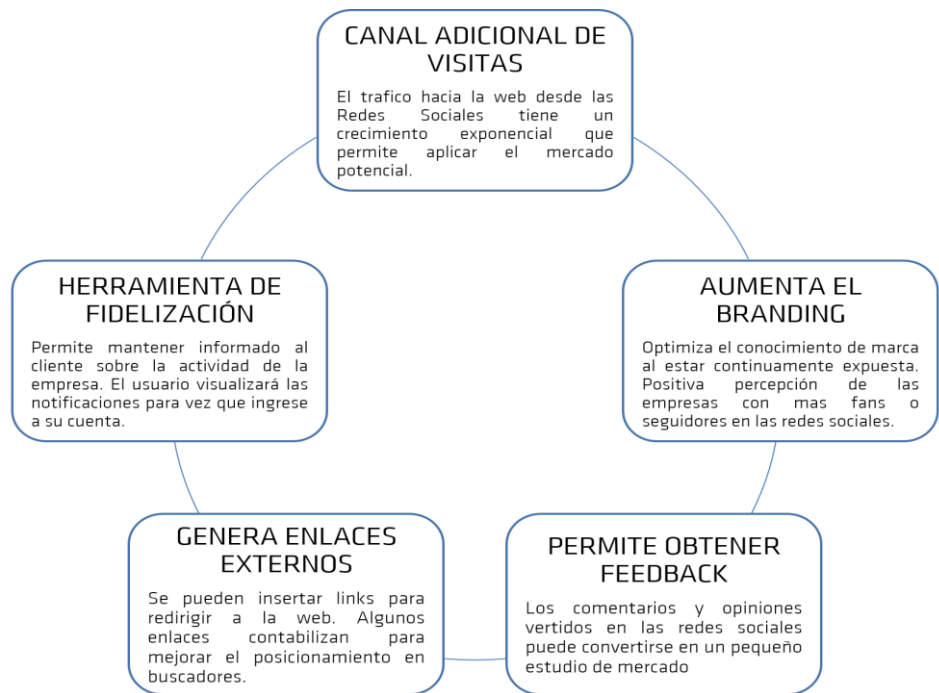 CANAL ADICIONAL DE
VISITAS
El trafico hacia la web desde las
Redes Sociales tiene un
crecimiento exponencial que
permite aplicar el mercado
potencial.
AUMENTA EL
BRANDING
Optimiza el conocimiento de marca
al estar continuamente expuesta.
Positiva percepción de las
empresas con mas fans o
seguidores en las redes sociales.
PERMITE OBTENER
FEEDBACK
Los comentarios y opiniones
vertidos en las redes sociales
puede convertirse en un pequeño
estudio de mercado
GENERA ENLACES
EXTERNOS
Se pueden insertar links para
redirigir a la web. Algunos
enlaces contabilizan para
mejorar el posicionamiento en
buscadores.
HERRAMIENTA DE
FIDELIZACIÓN
Permite mantener informado al
cliente sobre la actividad de la
empresa. El usuario visualizará las
notificaciones para vez que ingrese
a su cuenta.